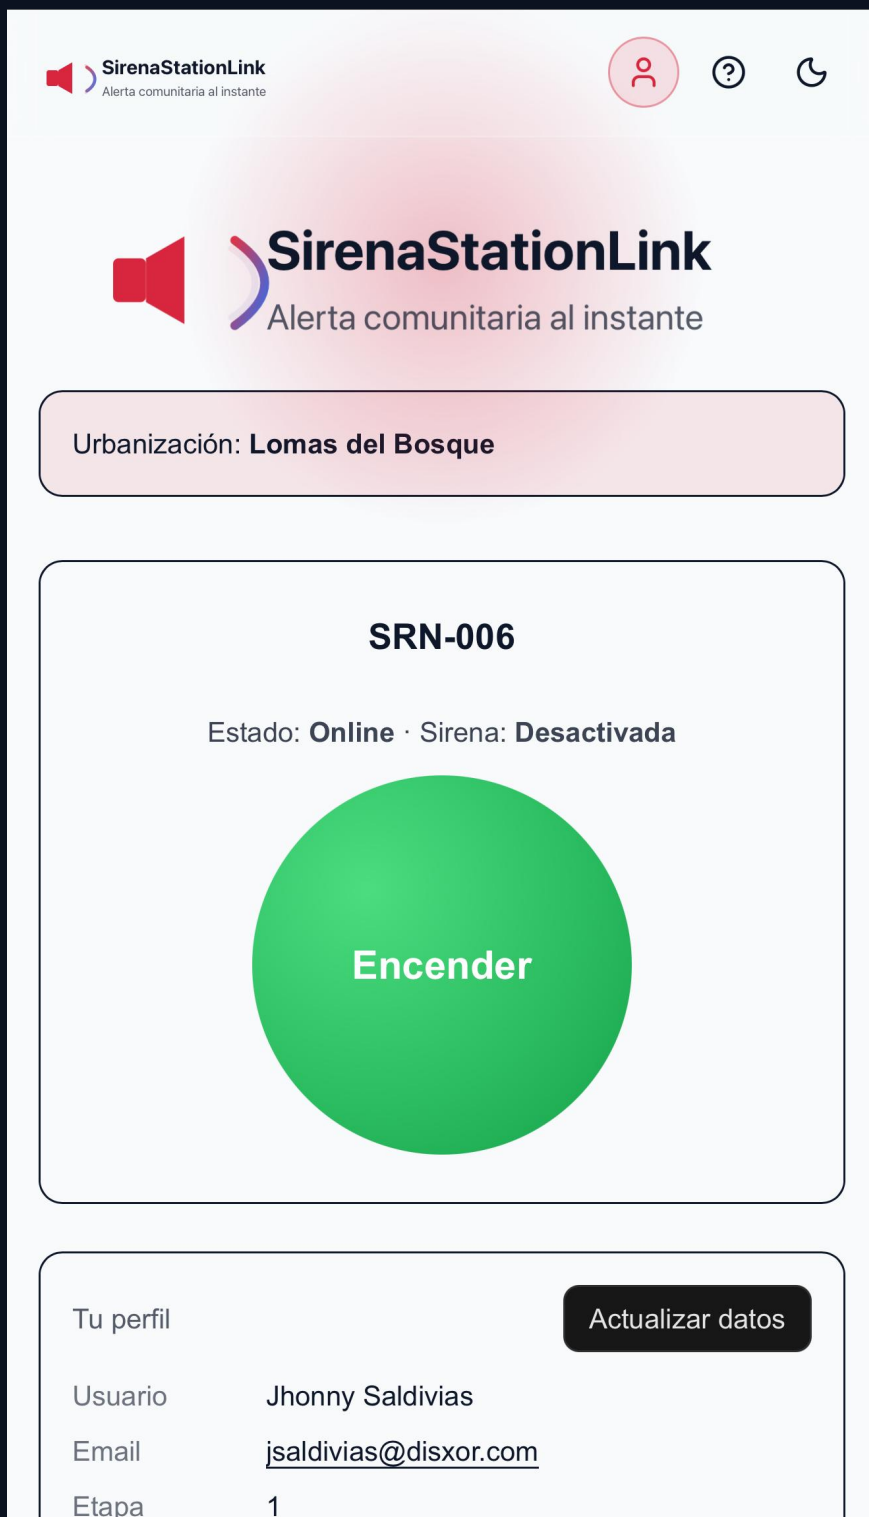 SirenaStationLink
Alerta comunitaria al instante
SirenaStationLink
Alerta comunitaria al instante
Urbanización: Lomas del Bosque
SRN-006
Estado: Online · Sirena: Desactivada
Encender
Tu perfil
Actualizar datos
Usuario Jhonny Saldivias
Email jsaldivias@disxor.com
Etapa 1